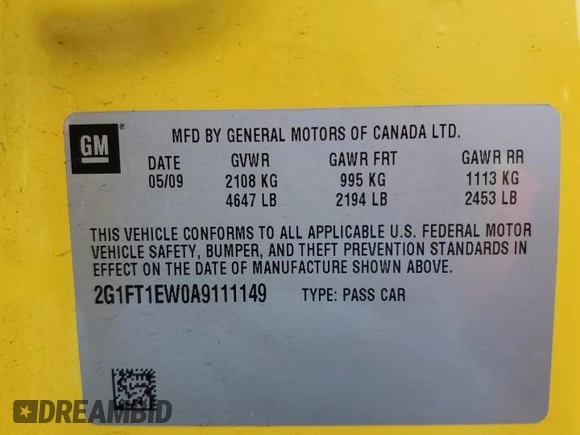 GM
MFD BY GENERAL MOTORS OF CANADA LTD.
DATE GVWR GAWR FRT GAWR RR
05/09 2108 KG 995 KG 1113 KG
4647 LB 2194 LB 2453 LB
THIS VEHICLE CONFORMS TO ALL APPLICABLE U.S. FEDERAL MOTOR
VEHICLE SAFETY, BUMPER, AND THEFT PREVENTION STANDARDS IN
EFFECT ON THE DATE OF MANUFACTURE SHOWN ABOVE.
2G1FT1EW0A9111149 TYPE: PASS CAR
DREAMBID